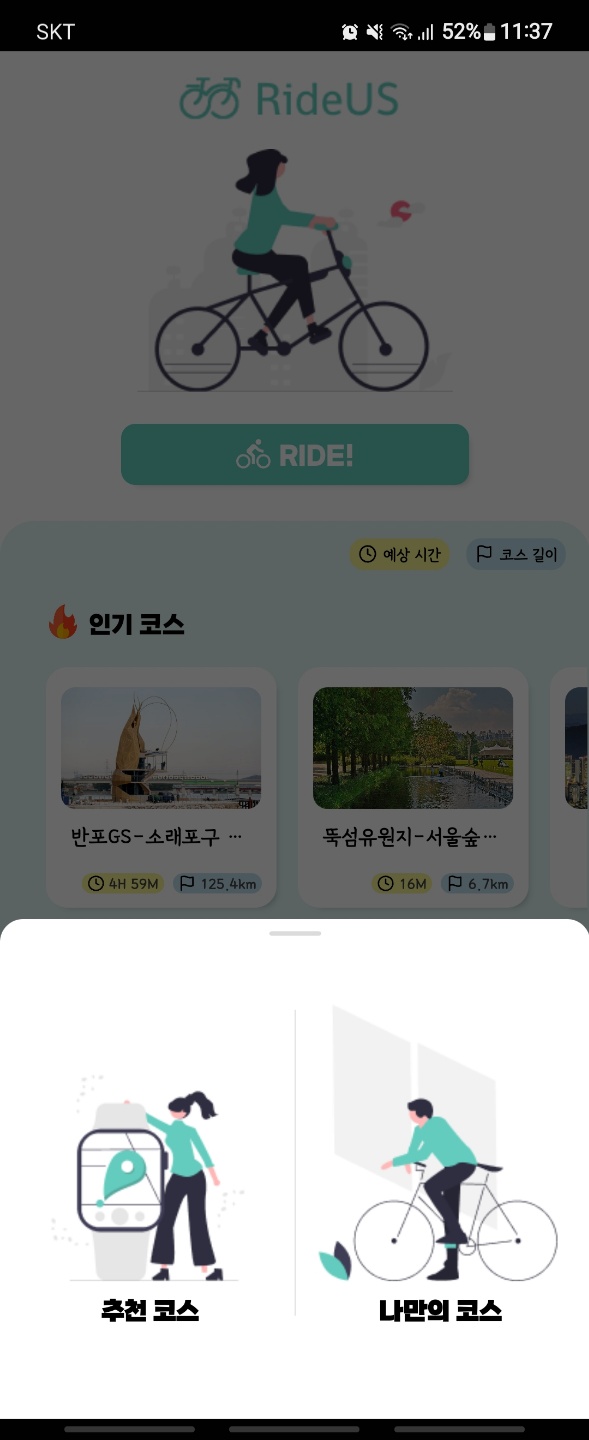 SKT 52% 11:37
RideUS
RIDE!
예상 시간 코스 길이
인기 코스
반포GS-소래포구 ...
4H 59M 125.4km
뚝섬유원지-서울숲...
16M 6.7km
추천 코스
나만의 코스